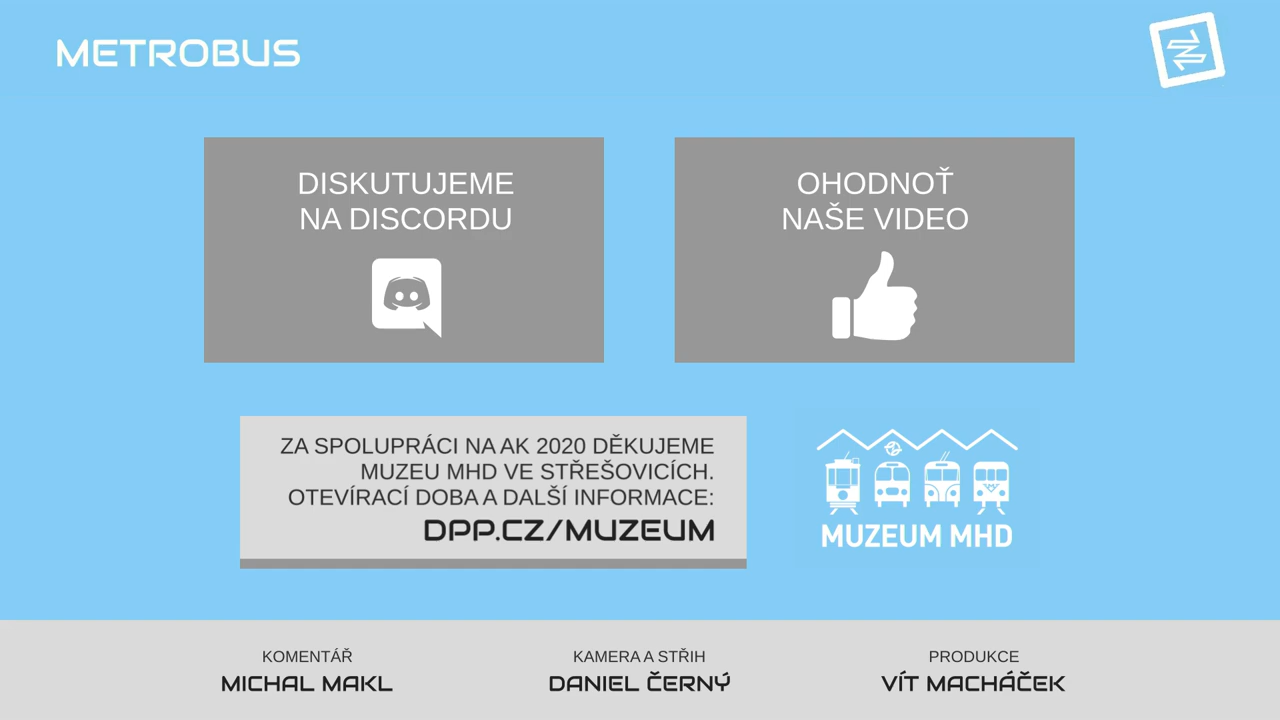 METROBUS
DISKUTUJEME
NA DISCORDU
OHODNOŤ
NAŠE VIDEO
ZA SPOLUPRÁCI NA AK 2020 DĚKUJEME
MUZEU MHD VE STŘEŠOVICÍCH.
OTEVÍRACÍ DOBA A DALŠÍ INFORMACE:
DPP.CZ/MUZEUM
MUZEUM MHD
KOMENTÁŘ
MICHAL MAKL
KAMERA A STŘIH
DANIEL ČERNÝ
PRODUKCE
VÍT MACHÁČEK